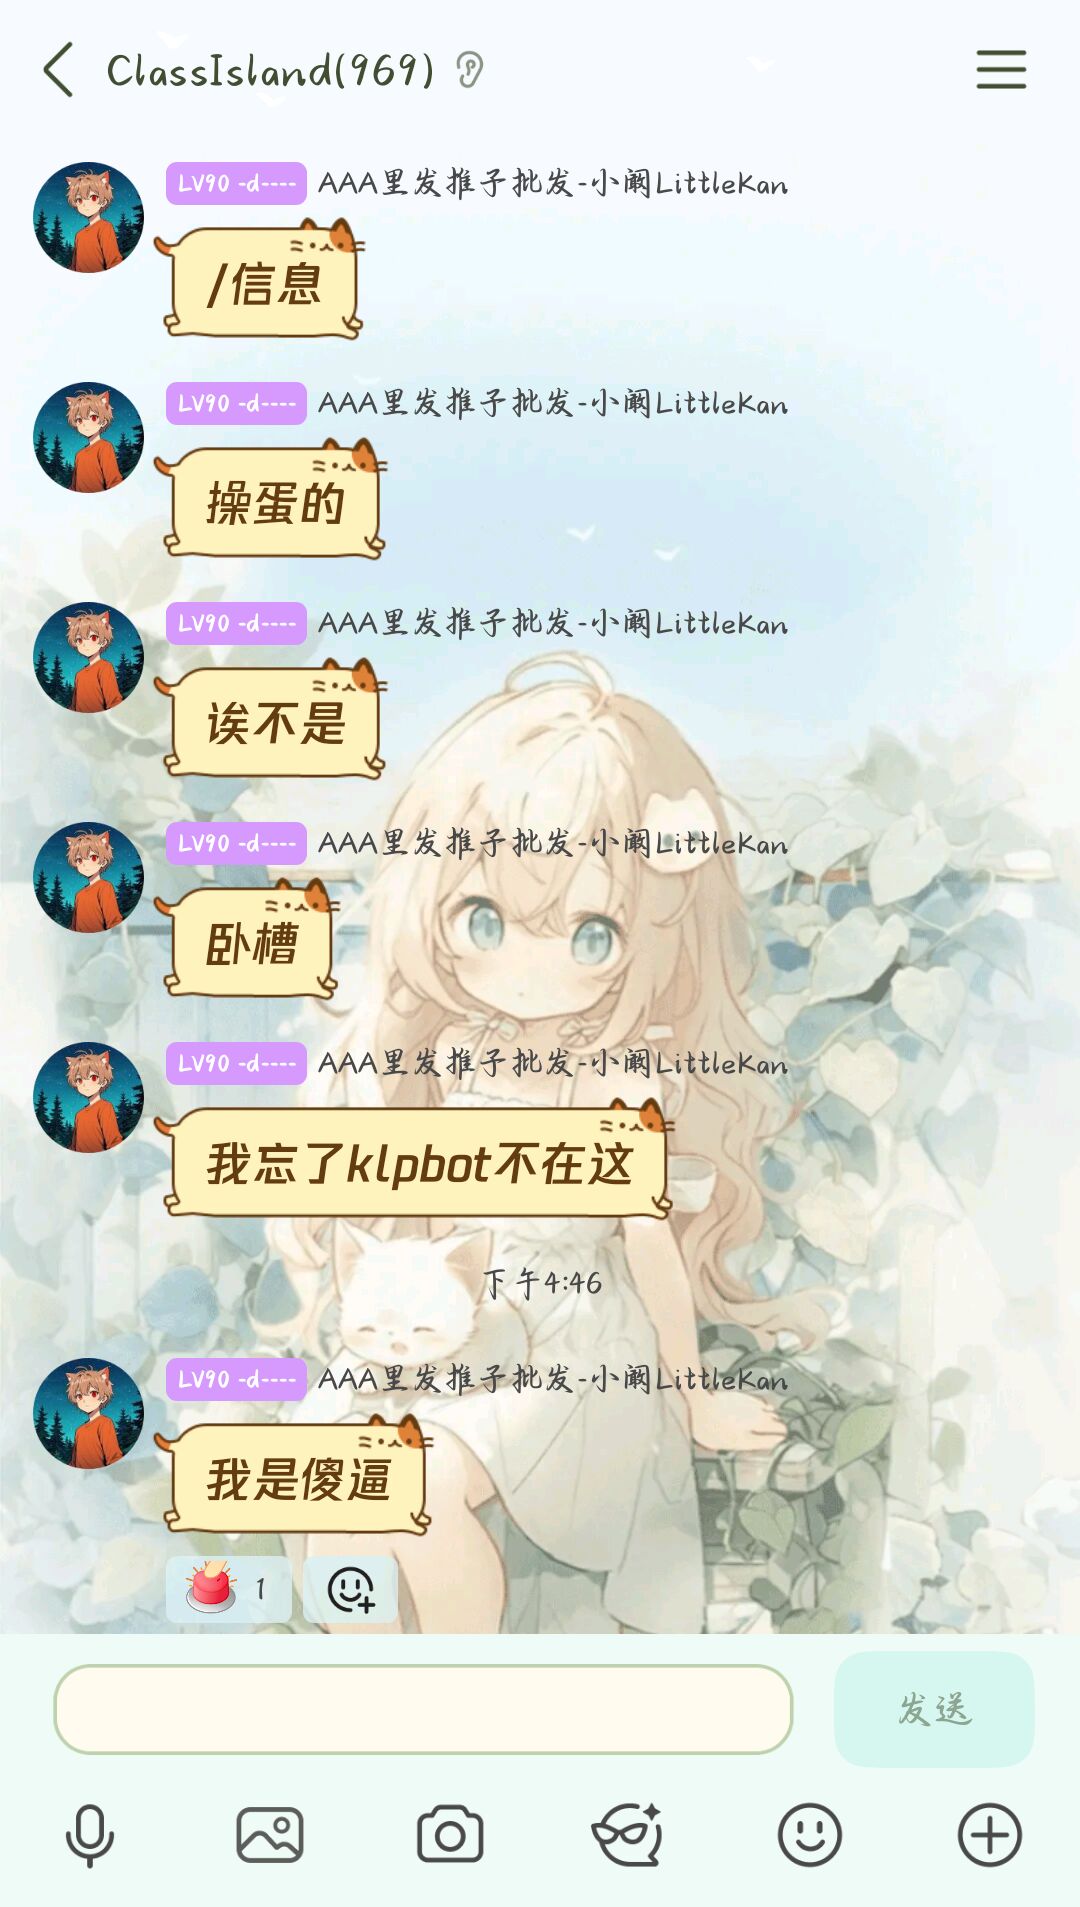 ClassIsland(969)
LV90 -d---- AAA里发推子批发-小阚LittleKan
/信息
LV90 -d---- AAA里发推子批发-小阚LittleKan
操蛋的
LV90 -d---- AAA里发推子批发-小阚LittleKan
诶不是
LV90 -d---- AAA里发推子批发-小阚LittleKan
卧槽
LV90 -d---- AAA里发推子批发-小阚LittleKan
我忘了klpbot不在这
下午4:46
LV90 -d---- AAA里发推子批发-小阚LittleKan
我是傻逼
1
发送